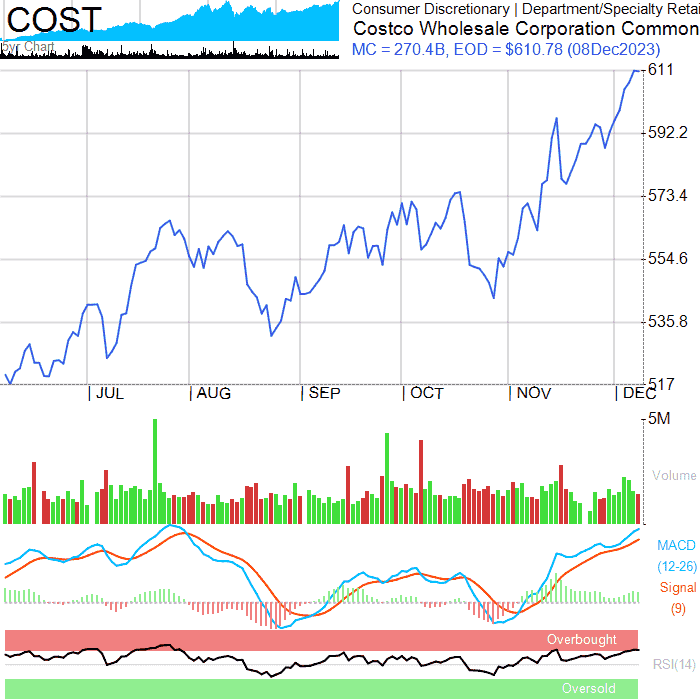 COST
Consumer Discretionary | Department/Specialty Retai
Costco Wholesale Corporation Common
MC = 270.4B, EOD = $610.78 (08Dec2023)
Chart
611
592.2
573.4
554.6
535.8
517
JUL AUG SEP OCT NOV DEC
5M
Volume
MACD
(12-26)
Signal
(9)
Overbought
RSI(14)
Oversold